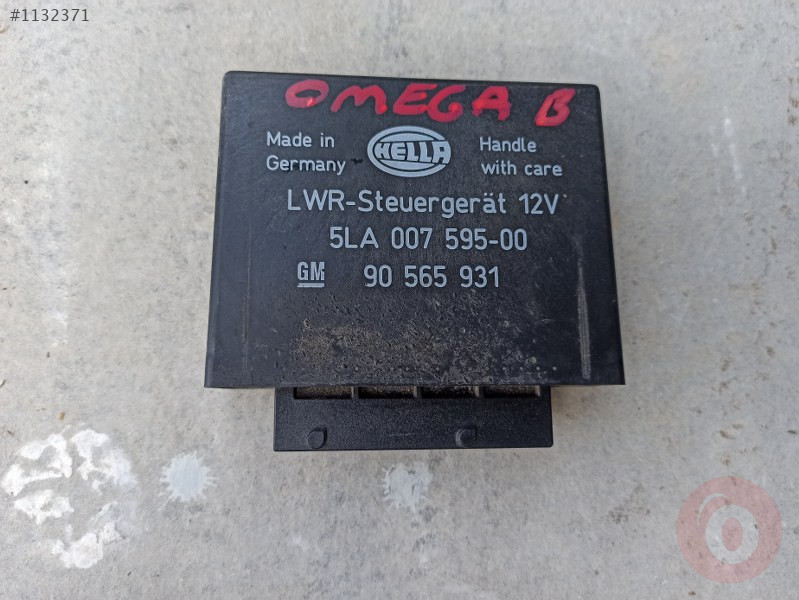 #1132371
OMEGA B
Made in Germany
HELLA
Handle with care
LWR-Steuergerät 12V
5LA 007 595-00
GM 90 565 931